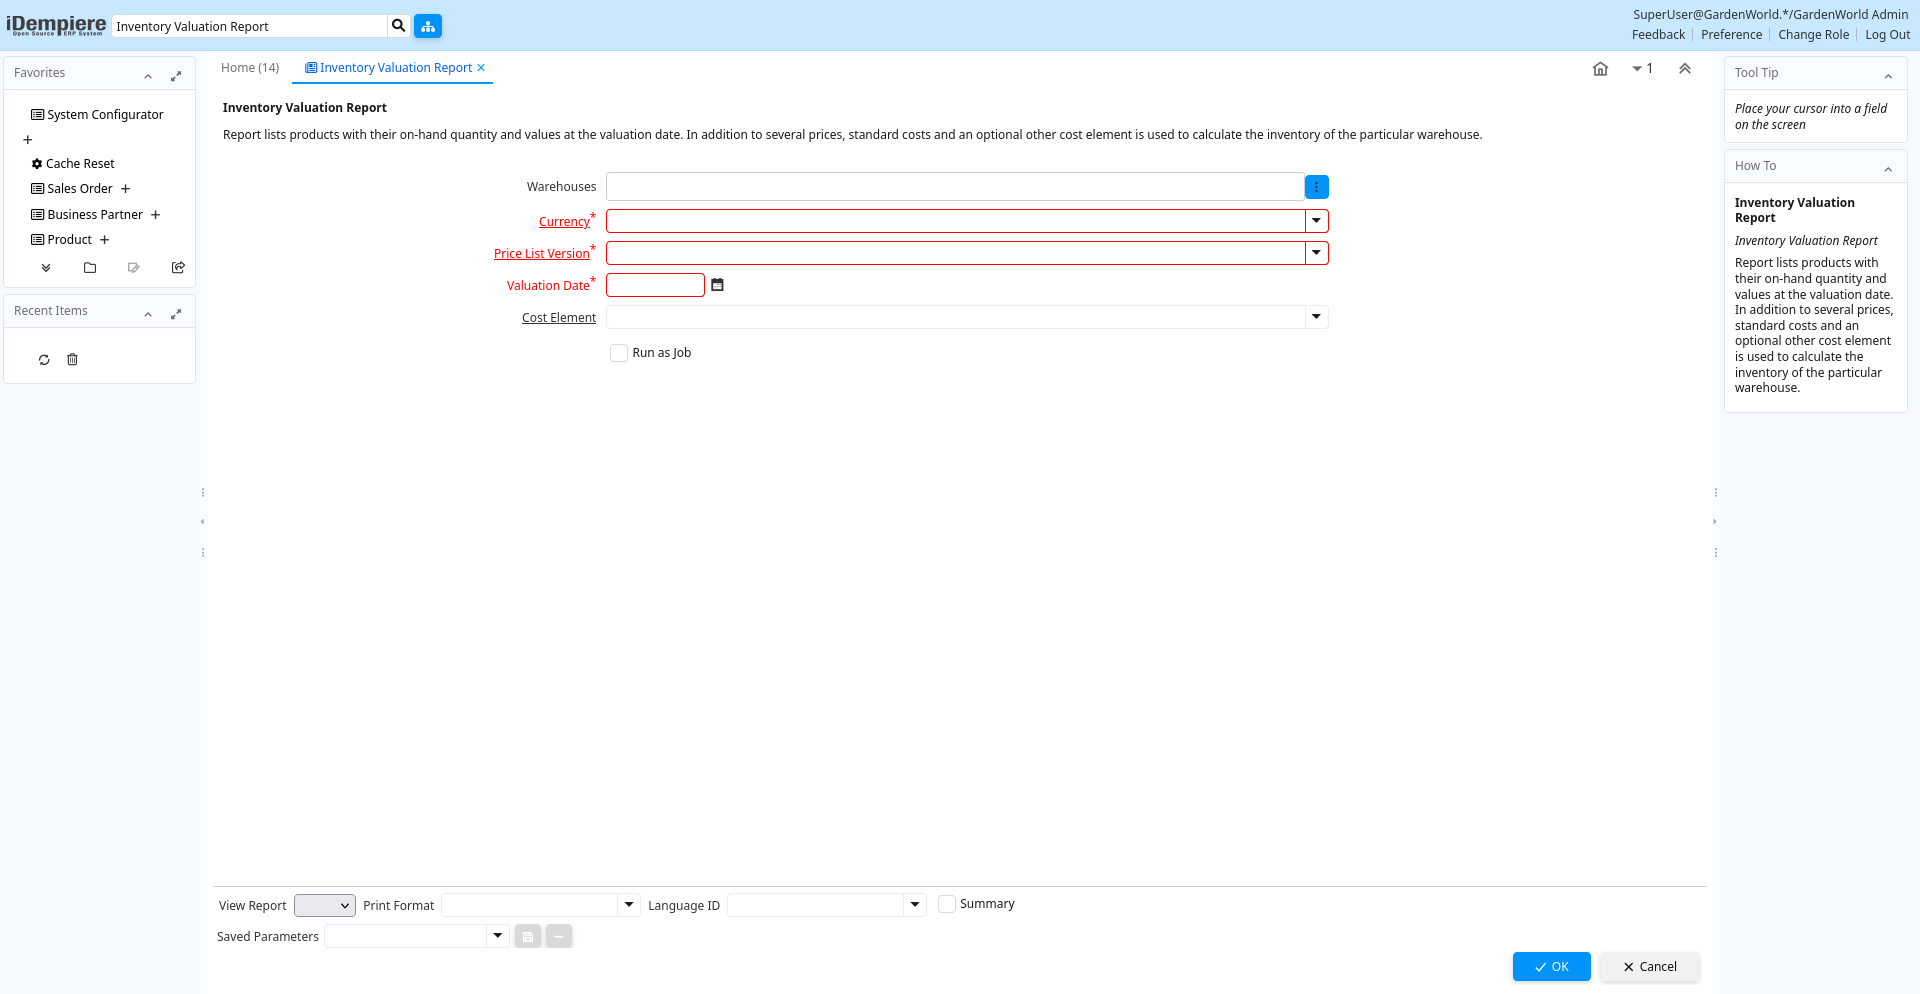 iDempiere
Open Source ERP System
Inventory Valuation Report
SuperUser@GardenWorld.*/GardenWorld Admin
Feedback
Preference
Change Role
Log Out
Favorites
System Configurator
Cache Reset
Sales Order
Business Partner
Product
Recent Items
Home (14)
Inventory Valuation Report
1
Inventory Valuation Report
Report lists products with their on-hand quantity and values at the valuation date. In addition to several prices, standard costs and an optional other cost element is used to calculate the inventory of the particular warehouse.
Warehouses
Currency*
Price List Version*
Valuation Date*
Cost Element
Run as Job
View Report
Print Format
Language ID
Summary
Saved Parameters
OK
Cancel
Tool Tip
Place your cursor into a field
on the screen
How To
Inventory Valuation
Report
Inventory Valuation Report
Report lists products with
their on-hand quantity and
values at the valuation date.
In addition to several prices,
standard costs and an
optional other cost element
is used to calculate the
inventory of the particular
warehouse.